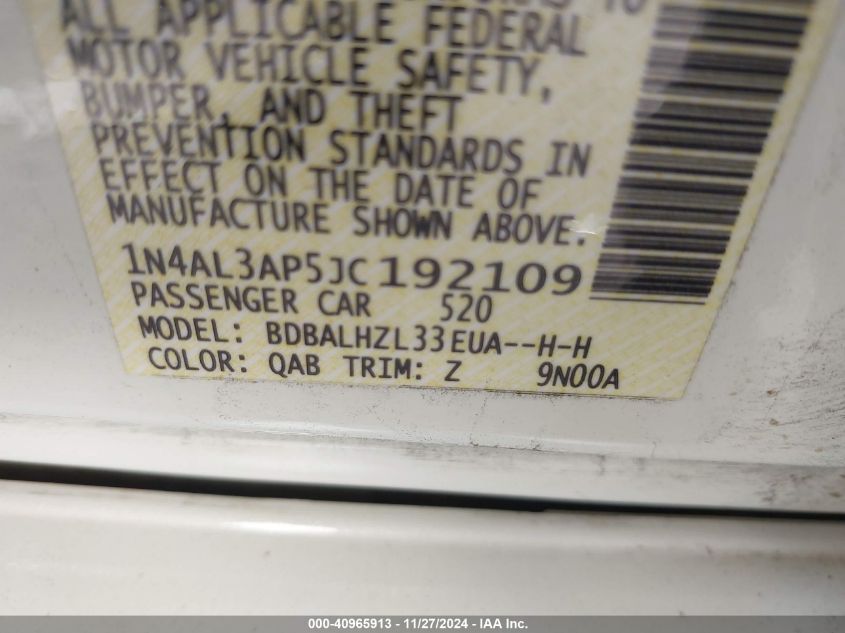 TO
ALL APPLICABLE FEDERAL
MOTOR VEHICLE SAFETY,
BUMPER, AND THEFT
PREVENTION STANDARDS IN
EFFECT ON THE DATE OF
MANUFACTURE SHOWN ABOVE.
1N4AL3AP5JC192109
PASSENGER CAR 520
MODEL: BDBALHZL33EUA--H-H
COLOR: QAB TRIM: Z 9N00A
000-40965913 - 11/27/2024 - IAA Inc.